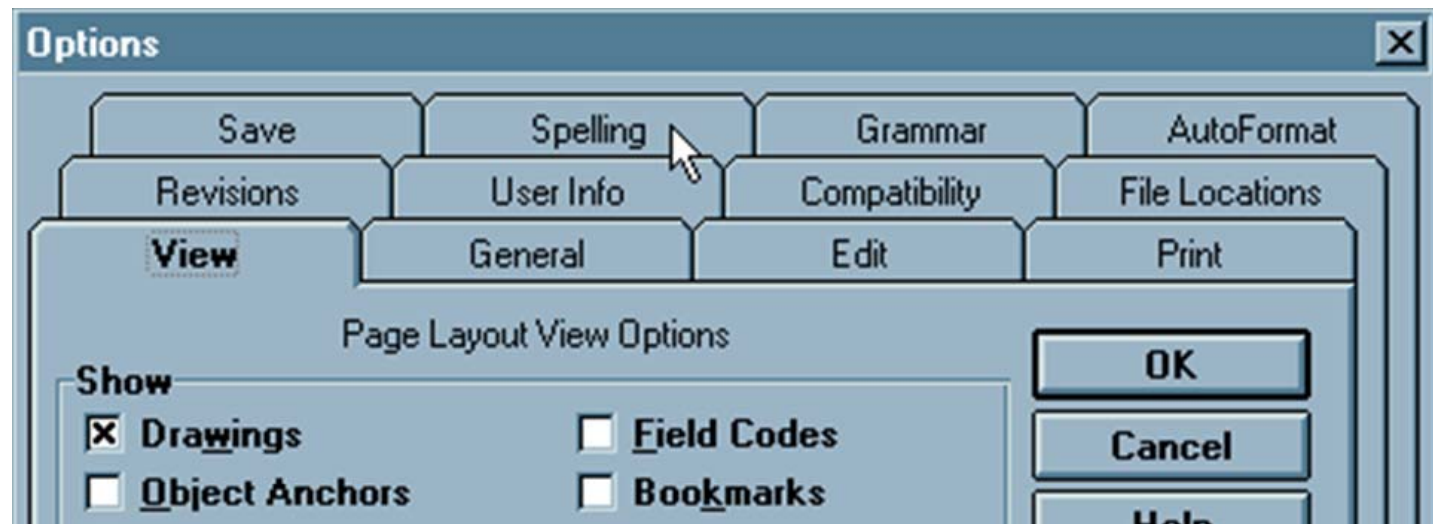 Options
Save Spelling Grammar AutoFormat
Revisions User Info Compatibility File Locations
View General Edit Print
Page Layout View Options
Show
OK
Drawings Field Codes
Cancel
Object Anchors Bookmarks
Help